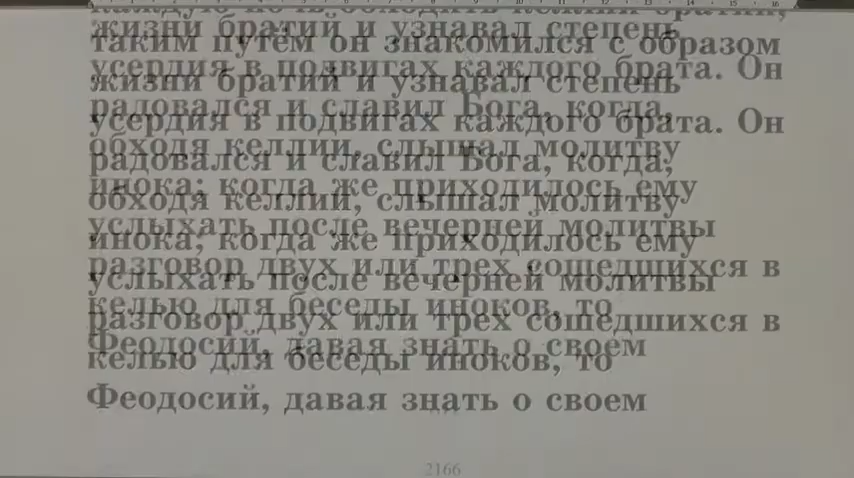 таким путём он знакомился с образом
жизни братий и узнавал степень
усердия в подвигах каждого брата. Он
радовался и славил Бога, когда,
обходя келлии, слышал молитву
инока; когда же приходилось ему
услыхать после вечерней молитвы
разговор двух или трех сошедшихся в
келью для беседы иноков, то
Феодосий, давая знать о своем
2166